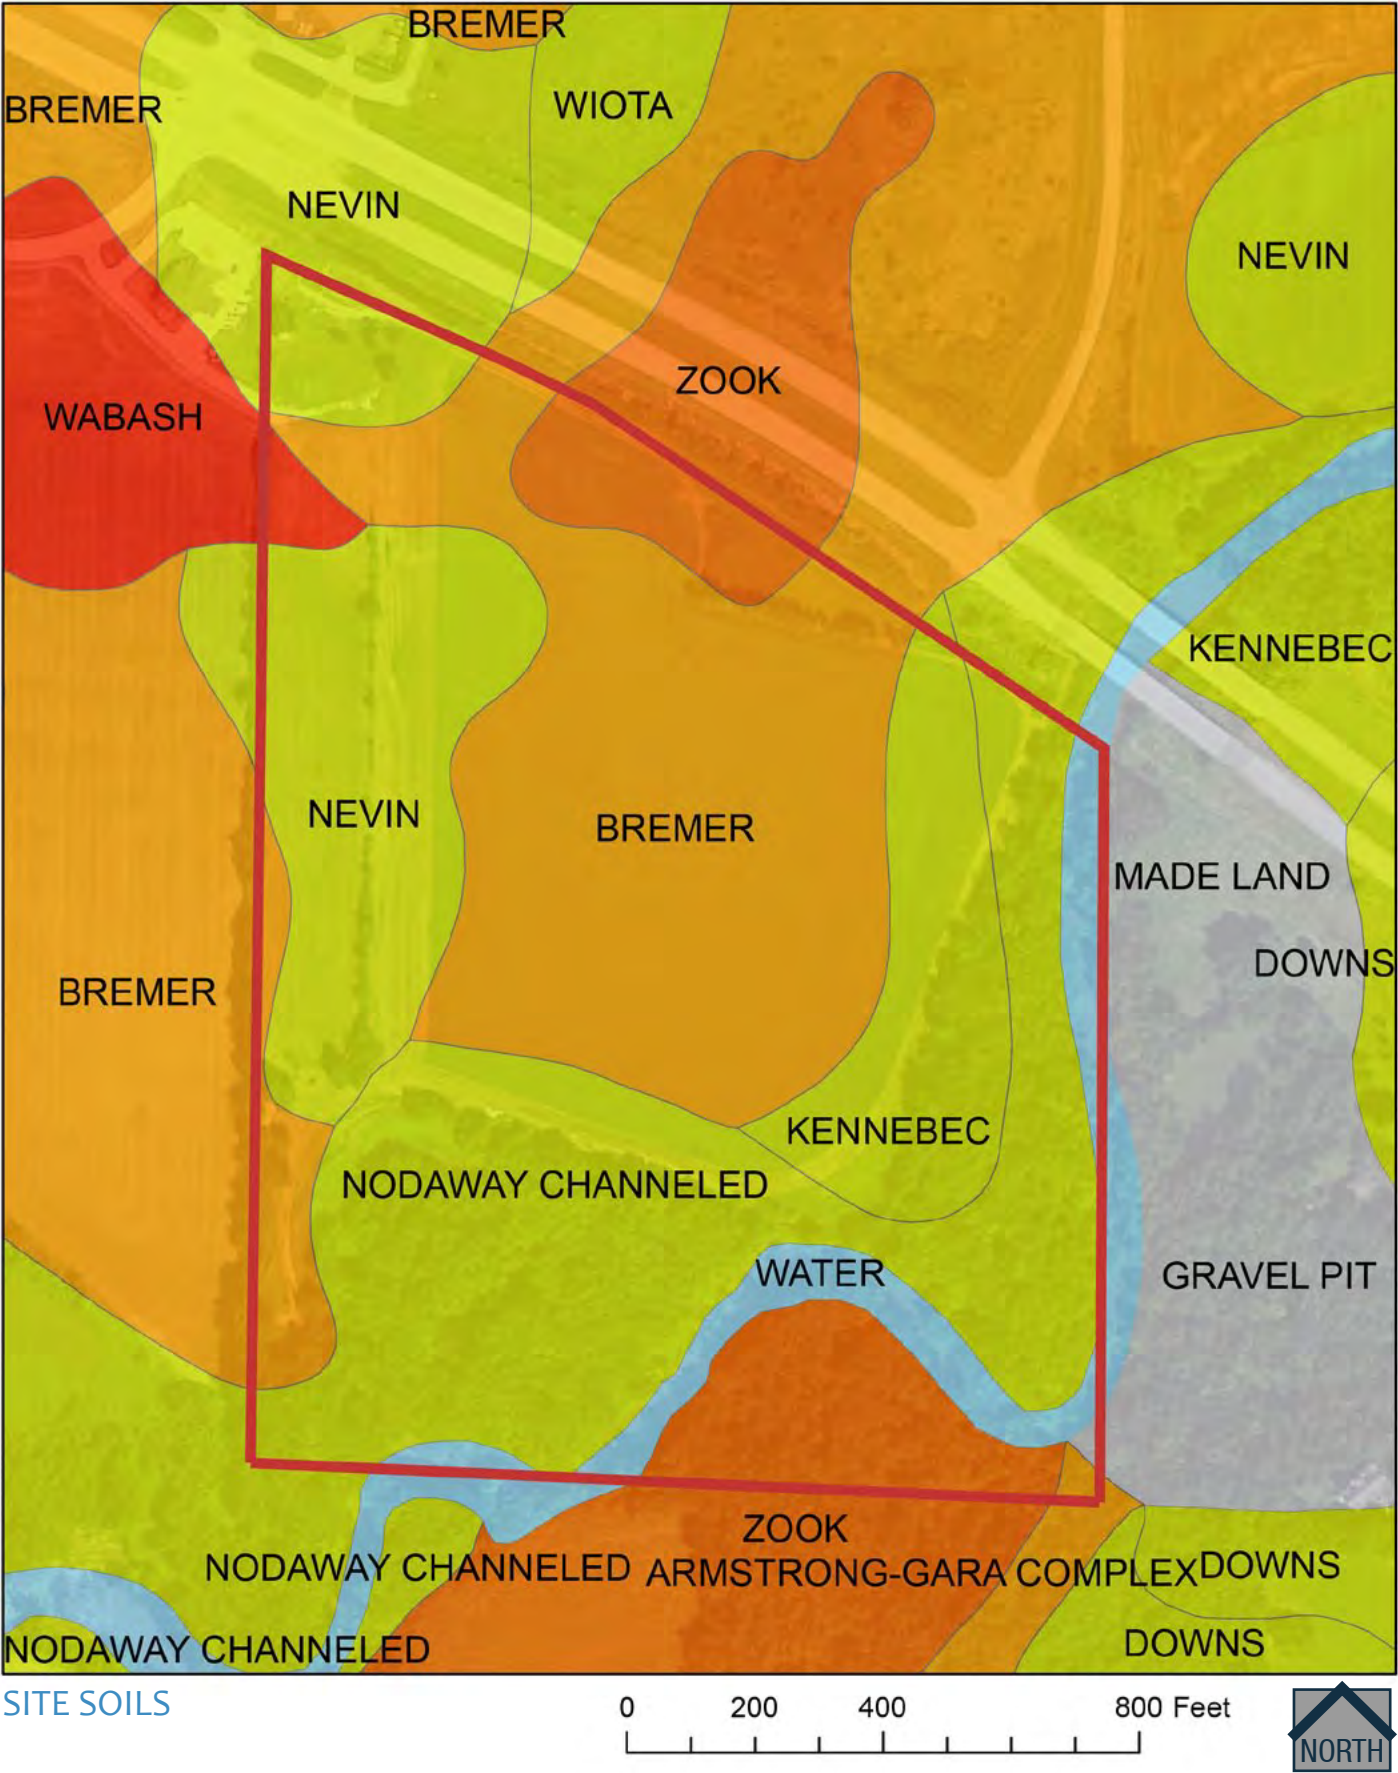 BREMER
BREMER
WIOTA
NEVIN
NEVIN
ZOOK
WABASH
KENNEBEC
NEVIN
BREMER
MADE LAND
DOWNS
BREMER
KENNEBEC
NODAWAY CHANNELED
WATER
GRAVEL PIT
ZOOK
NODAWAY CHANNELED
ARMSTRONG-GARA COMPLEX
DOWNS
NODAWAY CHANNELED
DOWNS
SITE SOILS
0 200 400 800 Feet
NORTH